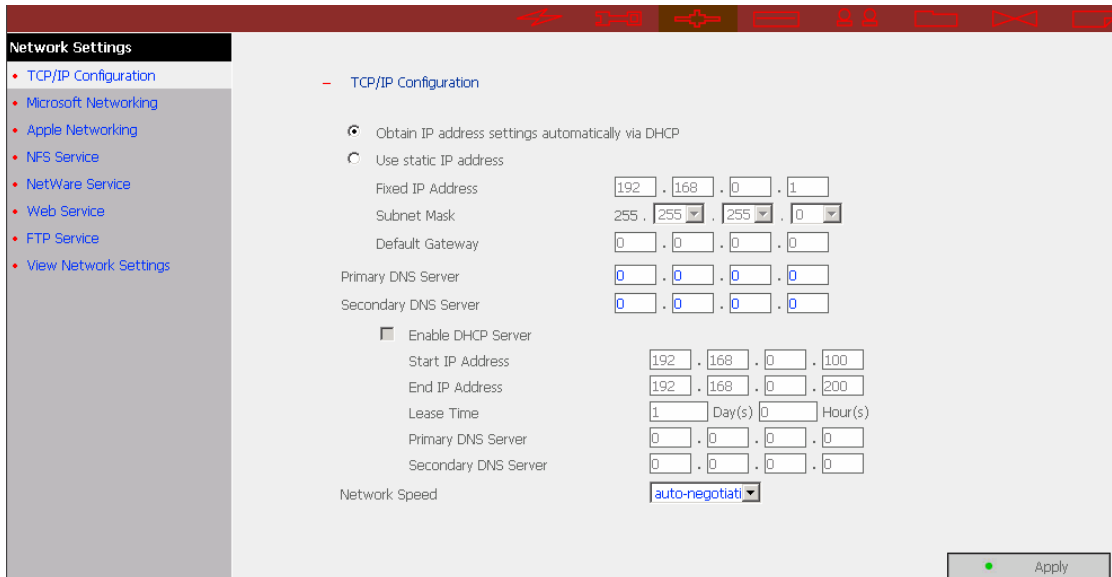 Network Settings
TCP/IP Configuration
Microsoft Networking
Apple Networking
NFS Service
NetWare Service
Web Service
FTP Service
View Network Settings
TCP/IP Configuration
Obtain IP address settings automatically via DHCP
Use static IP address
Fixed IP Address 192 . 168 . 0 . 1
Subnet Mask 255 . 255 . 255 . 0
Default Gateway 0 . 0 . 0 . 0
Primary DNS Server 0 . 0 . 0 . 0
Secondary DNS Server 0 . 0 . 0 . 0
Enable DHCP Server
Start IP Address 192 . 168 . 0 . 100
End IP Address 192 . 168 . 0 . 200
Lease Time 1 Day(s) 0 Hour(s)
Primary DNS Server 0 . 0 . 0 . 0
Secondary DNS Server 0 . 0 . 0 . 0
Network Speed auto-negotiati
Apply